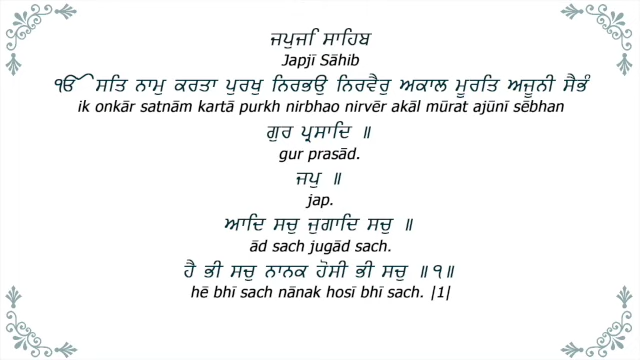 ਜਪੁਜੀ ਸਾਹਿਬ
Japjī Sāhib
ੴ ਸਤਿ ਨਾਮੁ ਕਰਤਾ ਪੁਰਖੁ ਨਿਰਭਉ ਨਿਰਵੈਰੁ ਅਕਾਲ ਮੂਰਤਿ ਅਜੂਨੀ ਸੈਭੰ
ik onkār satnām kartā purkh nirbhao nirvēr akāl mūrat ajūnī sēbhan
ਗੁਰ ਪ੍ਰਸਾਦਿ ॥
gur prasād.
ਜਪੁ ॥
jap.
ਆਦਿ ਸਚੁ ਜੁਗਾਦਿ ਸਚੁ ॥
ād sach jugād sach.
ਹੈ ਭੀ ਸਚੁ ਨਾਨਕ ਹੋਸੀ ਭੀ ਸਚੁ ॥੧॥
hē bhī sach nānak hosī bhī sach. |1|